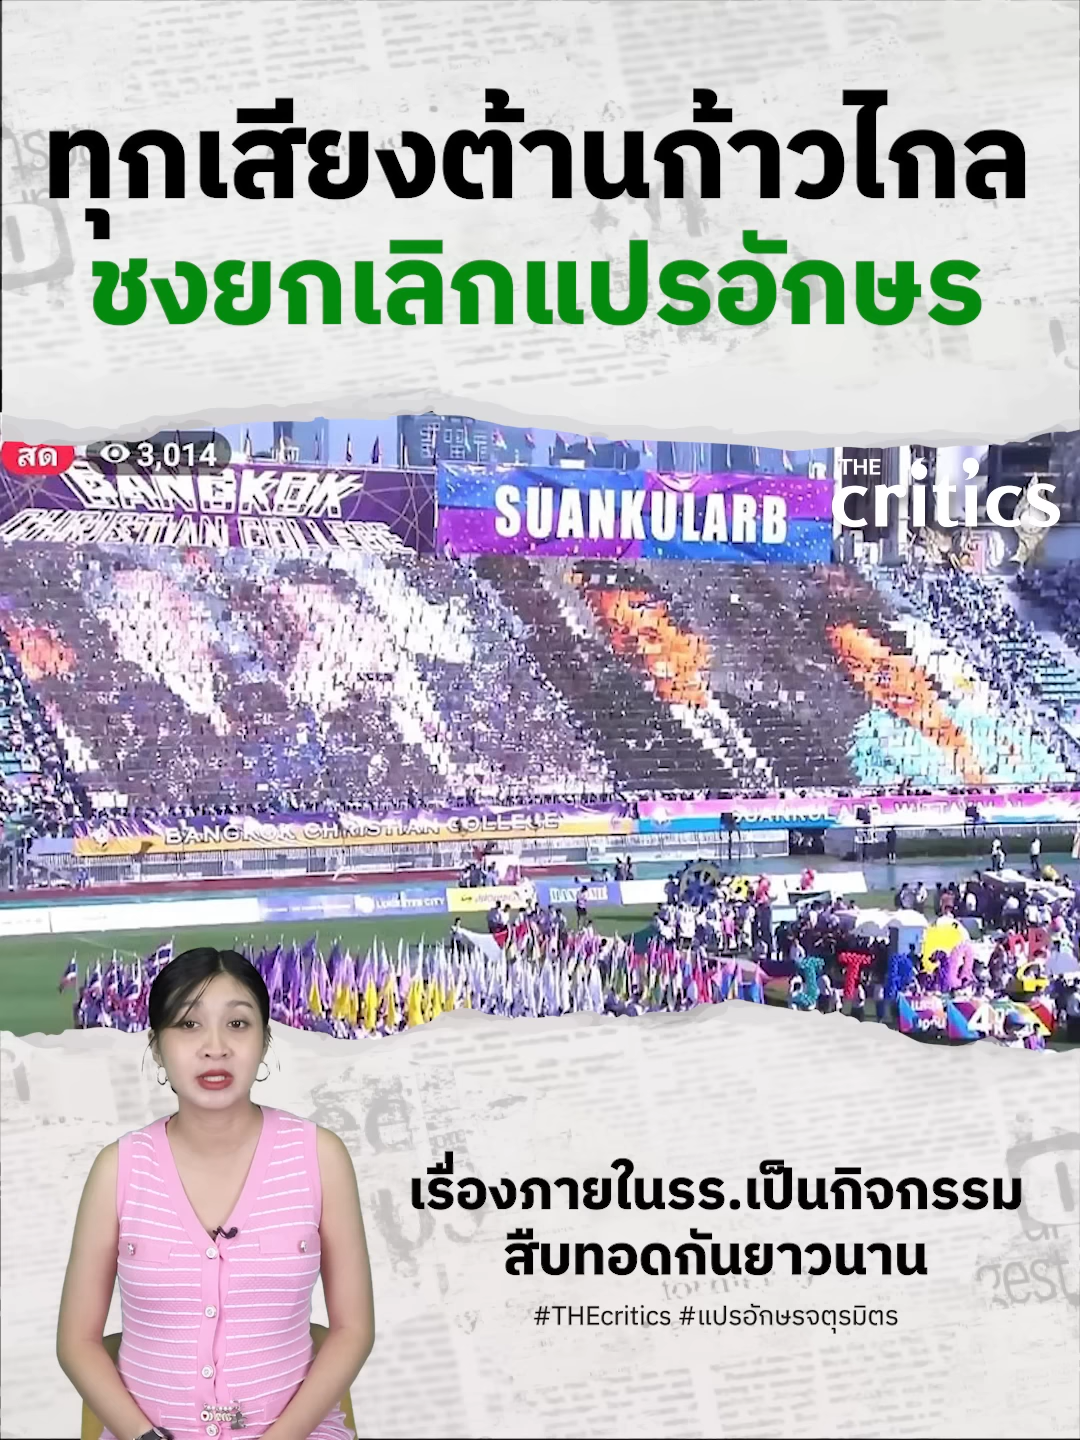 ทุกเสียงต้านก้าวไกล
ชงยกเลิกแปรอักษร
สด 3,014
BANGKOK
CHRISTIAN COLLEGE
SUANKULARB
THE
critics
BANGKOK CHRISTIAN COLLEGE
LEICESTER CITY
เรื่องภายในรร.เป็นกิจกรรม
สืบทอดกันยาวนาน
#THEcritics #แปรอักษรจตุรมิตร